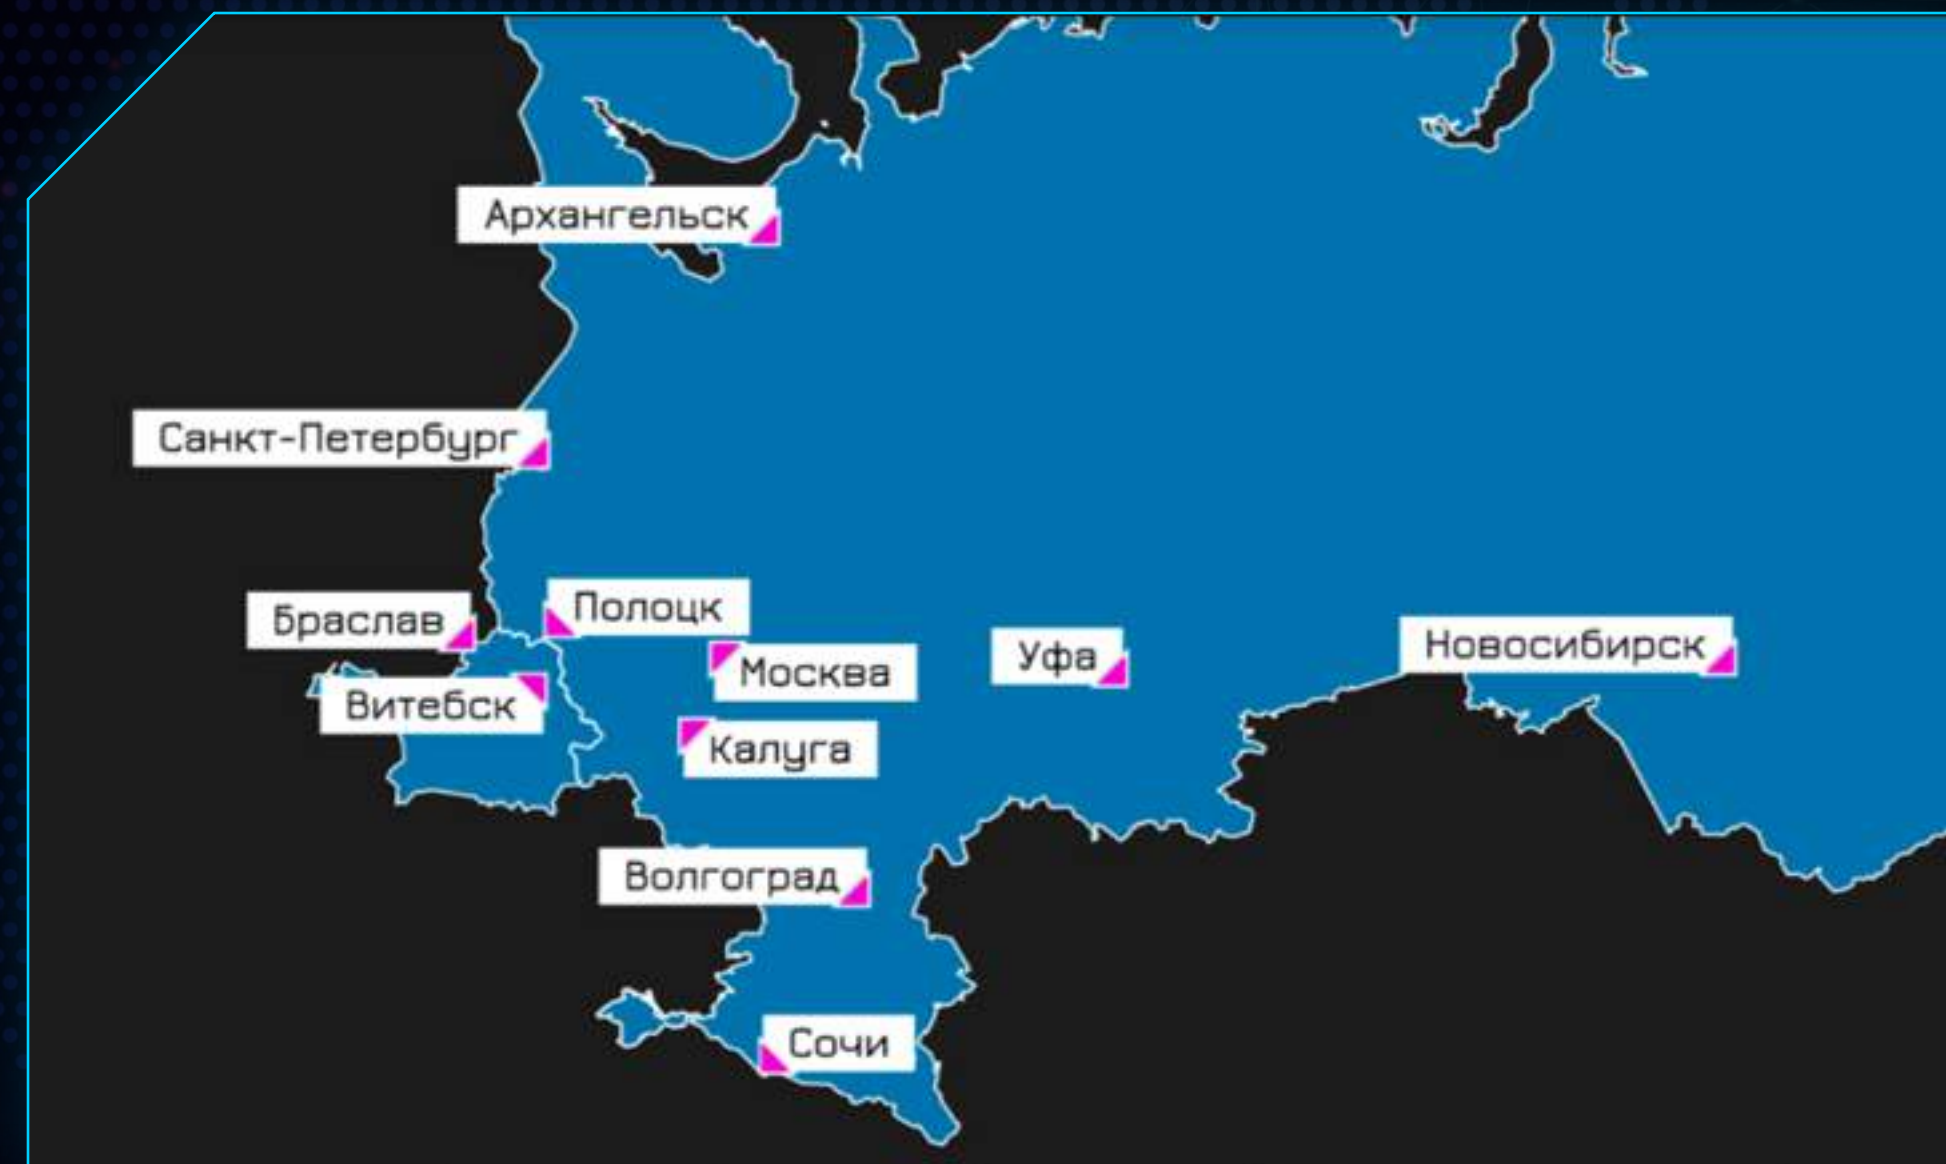 Архангельск
Санкт-Петербург
Браслав
Полоцк
Москва
Уфа
Новосибирск
Витебск
Калуга
Волгоград
Сочи